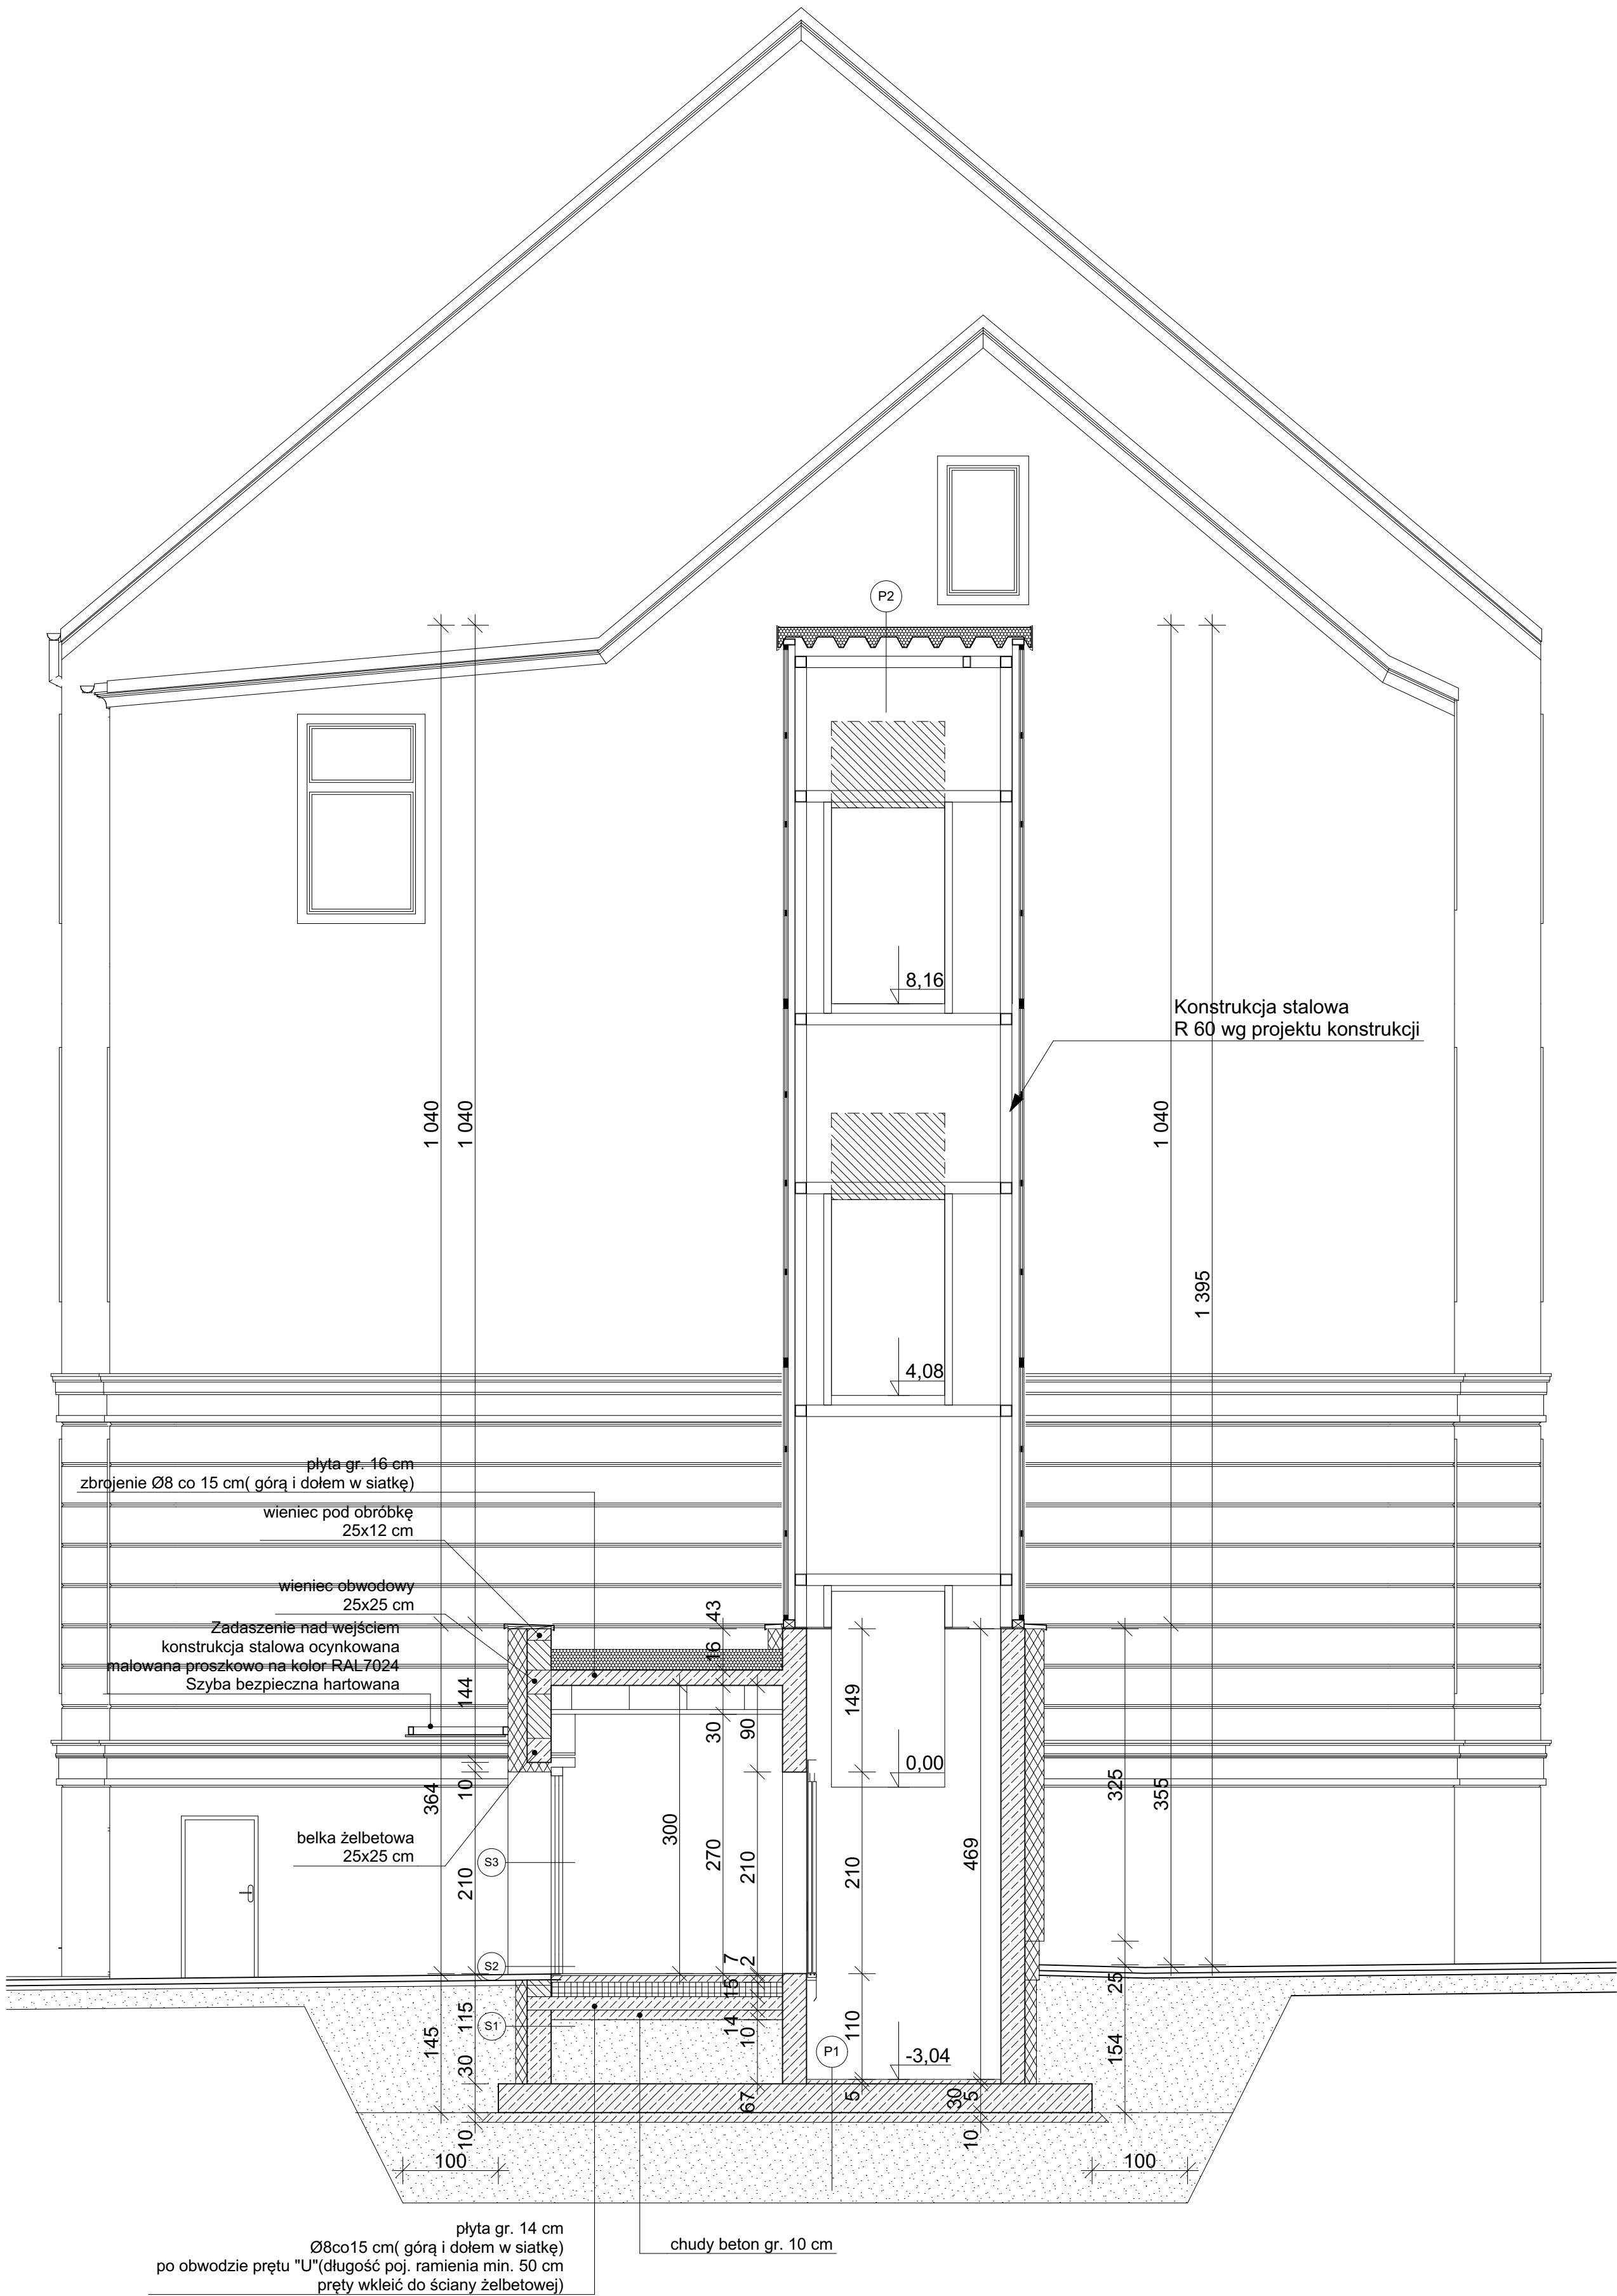 P2
8,16
Konstrukcja stalowa
R 60 wg projektu konstrukcji
1 040
1 040
1 040
1 395
4,08
płyta gr. 16 cm
zbrojenie Ø8 co 15 cm( górą i dołem w siatkę)
wieniec pod obróbkę
25x12 cm
wieniec obwodowy
25x25 cm
Zadaszenie nad wejściem
konstrukcja stalowa ocynkowana
malowana proszkowo na kolor RAL7024
Szyba bezpieczna hartowana
43
16
144
149
30
90
0,00
10
364
325
355
belka żelbetowa
25x25 cm
300
270
210
210
469
S3
210
S2
7
2
15
25
S1
115
145
30
14
10
110
P1
-3,04
154
67
5
30
5
10
10
100
100
płyta gr. 14 cm
Ø8co15 cm( górą i dołem w siatkę)
po obwodzie prętu "U"(długość poj. ramienia min. 50 cm
pręty wkleić do ściany żelbetowej)
chudy beton gr. 10 cm